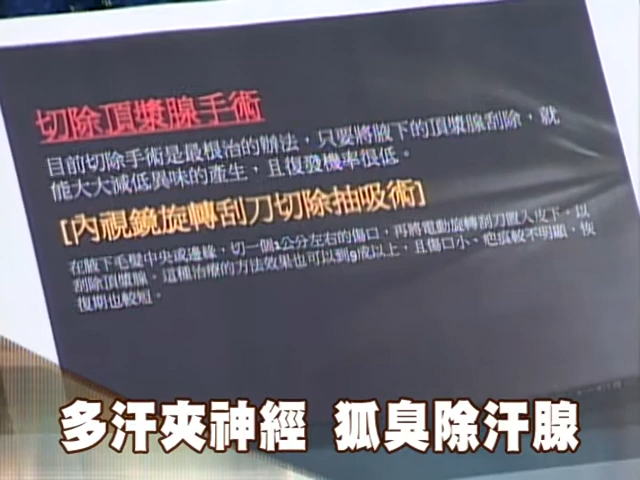 切除頂漿腺手術
目前切除手術是最根治的辦法，只要將腋下的頂漿腺刮除，就
能大大減低異味的產生，且復發機率很低。
[內視鏡旋轉刮刀切除抽吸術]
在腋下毛髮中央或邊緣，切一個1公分左右的傷口，再將電動旋轉刮刀置入皮下，以
刮除頂漿腺。這種治療的方法效果也可以到9成以上，且傷口小、疤痕較不明顯，恢
復期也較短。
多汗夾神經 狐臭除汗腺